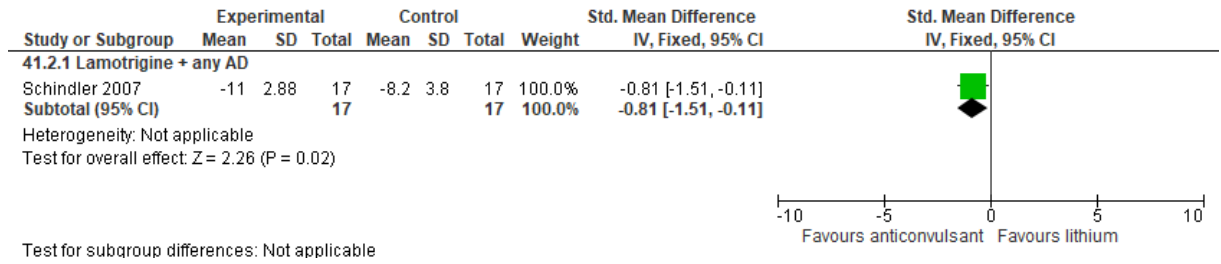 Experimental Control Std. Mean Difference Std. Mean Difference
Study or Subgroup Mean SD Total Mean SD Total Weight IV, Fixed, 95% CI IV, Fixed, 95% CI
41.2.1 Lamotrigine + any AD
Schindler 2007 -11 2.88 17 -8.2 3.8 17 100.0% -0.81 [-1.51, -0.11]
Subtotal (95% CI) 17 17 100.0% -0.81 [-1.51, -0.11]
Heterogeneity: Not applicable
Test for overall effect: Z = 2.26 (P = 0.02)
-10 -5 0 5 10
Favours anticonvulsant Favours lithium
Test for subgroup differences: Not applicable